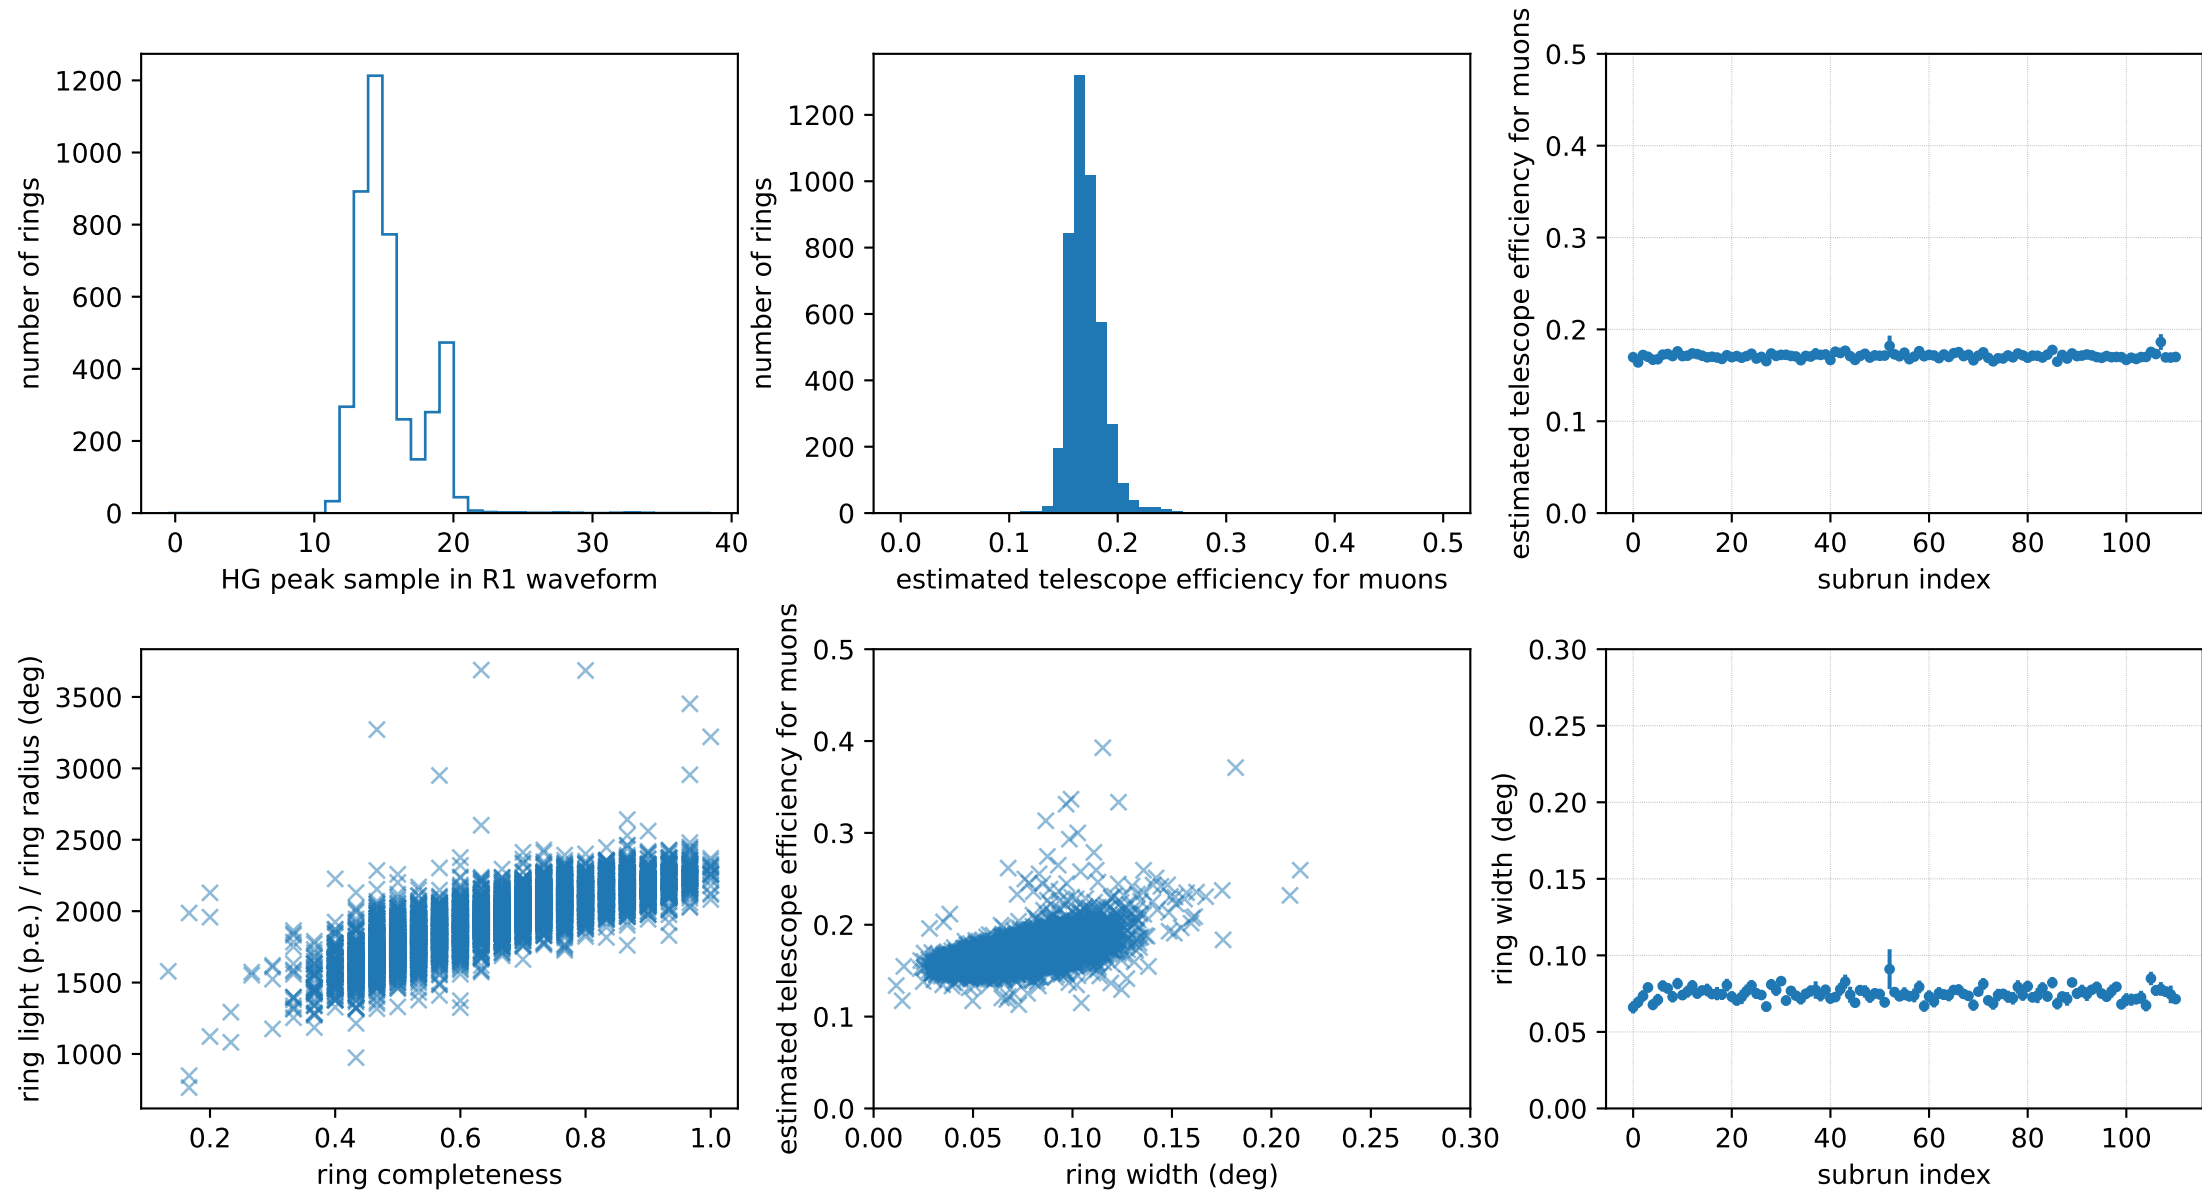 number of rings
1200
1000
800
600
400
200
0
0 10 20 30 40
HG peak sample in R1 waveform
number of rings
1200
1000
800
600
400
200
0
0.0 0.1 0.2 0.3 0.4 0.5
estimated telescope efficiency for muons
estimated telescope efficiency for muons
0.5
0.4
0.3
0.2
0.1
0.0
0 20 40 60 80 100
subrun index
ring light (p.e.) / ring radius (deg)
3500
3000
2500
2000
1500
1000
0.2 0.4 0.6 0.8 1.0
ring completeness
estimated telescope efficiency for muons
0.5
0.4
0.3
0.2
0.1
0.0
0.00 0.05 0.10 0.15 0.20 0.25 0.30
ring width (deg)
ring width (deg)
0.30
0.25
0.20
0.15
0.10
0.05
0.00
0 20 40 60 80 100
subrun index